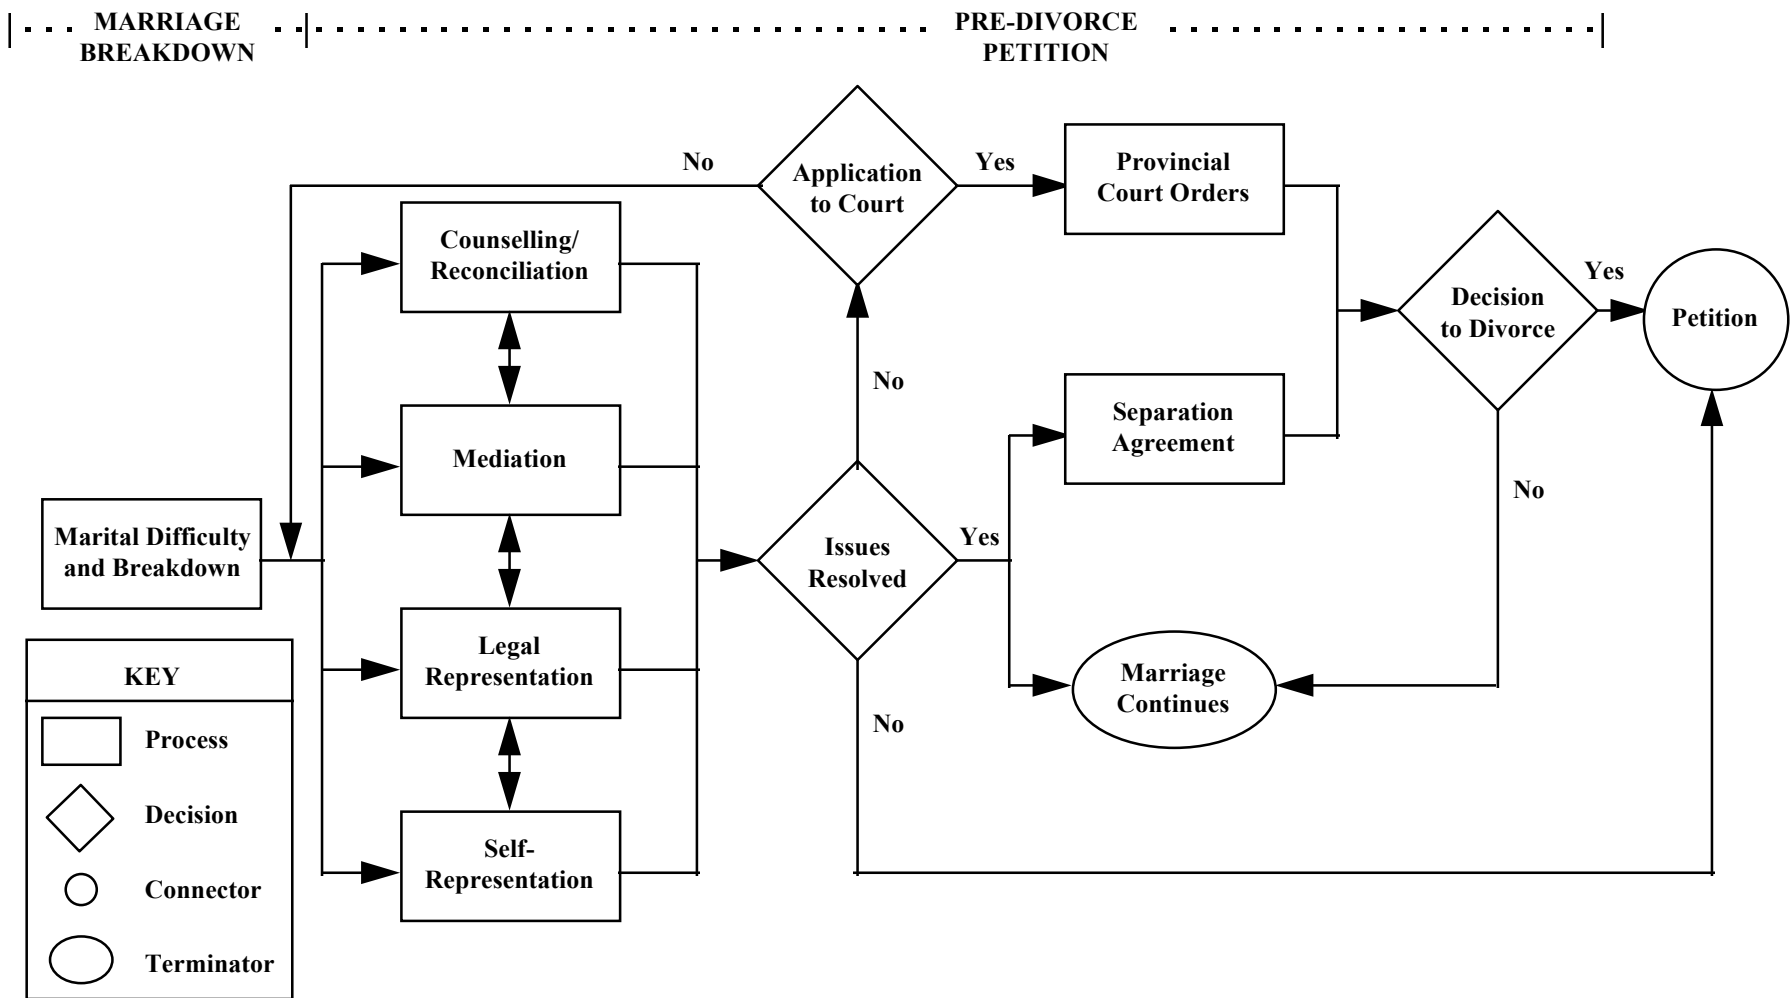 MARRIAGE
BREAKDOWN
PRE-DIVORCE
PETITION
No
Application
to Court
Yes
Provincial
Court Orders
Counselling/
Reconciliation
Decision
to Divorce
Yes
Petition
No
Separation
Agreement
Mediation
No
Marital Difficulty
and Breakdown
Issues
Resolved
Yes
Legal
Representation
Marriage
Continues
No
Self-
Representation
KEY
Process
Decision
Connector
Terminator